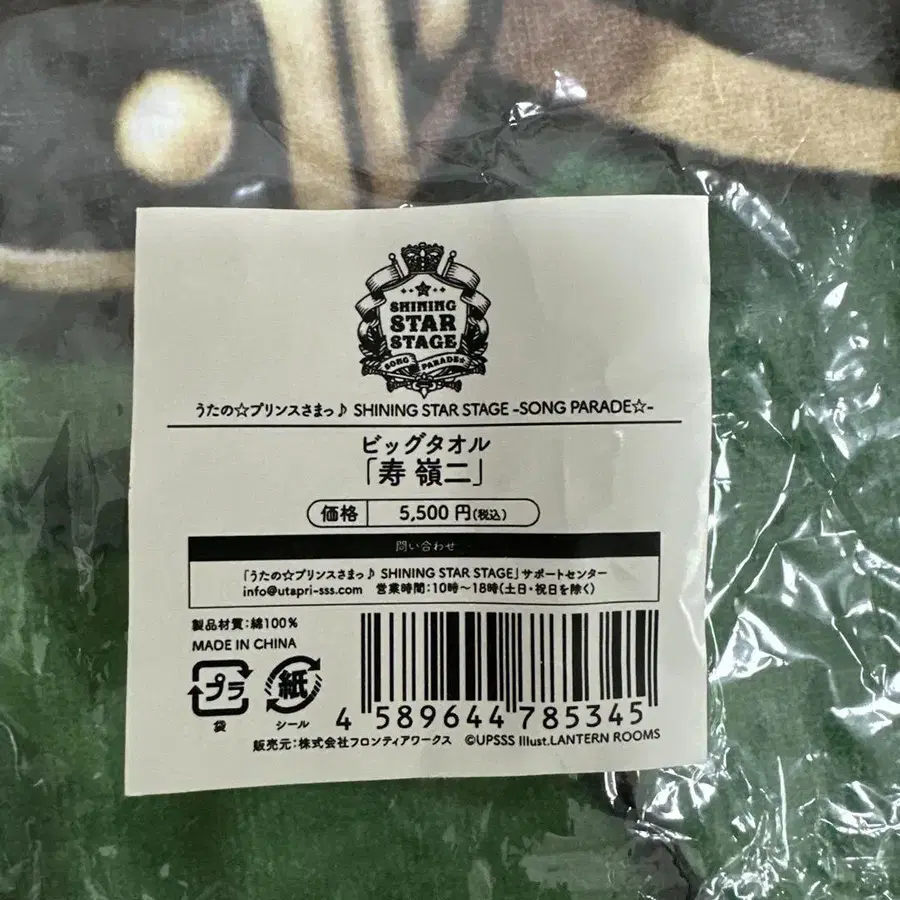 SHINING
STAR
STAGE
SONG PARADE☆
うたの☆プリンスさまっ♪ SHINING STAR STAGE -SONG PARADE☆-
ビッグタオル
「寿 嶺二」
価格 5,500 円(税込)
問い合わせ
「うたの☆プリンスさまっ♪ SHINING STAR STAGE」サポートセンター
info@utapri-sss.com 営業時間:10時~18時(土日・祝日を除く)
製品材質:綿100%
MADE IN CHINA
プラ
袋
紙
シール
4 589644 785345
販売元:株式会社フロンティアワークス ©UPSSS Illust.LANTERN ROOMS